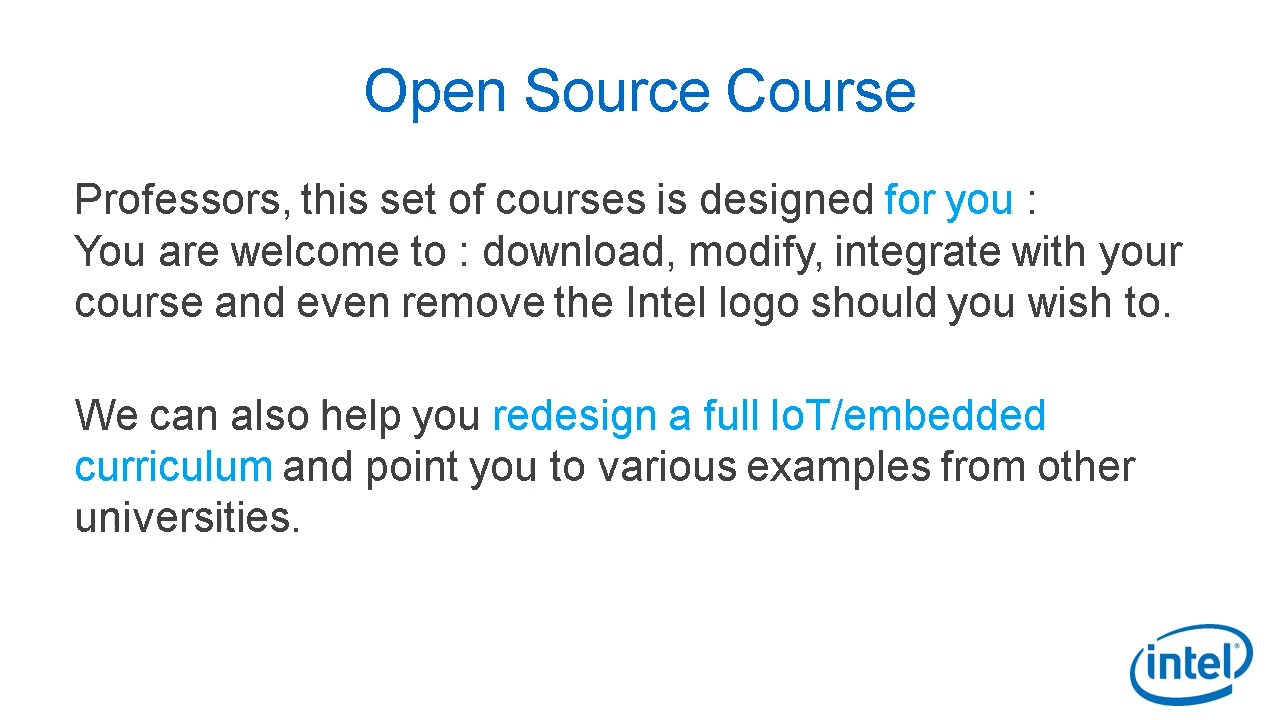 Open Source Course
Professors, this set of courses is designed for you :
You are welcome to : download, modify, integrate with your
course and even remove the Intel logo should you wish to.
We can also help you redesign a full IoT/embedded
curriculum and point you to various examples from other
universities.
intel®